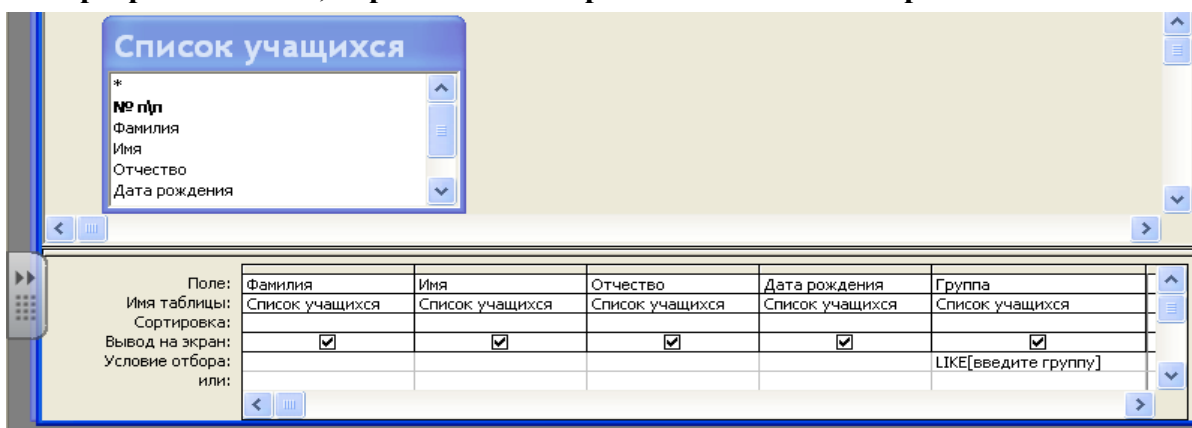 Список учащихся
*
№ п\п
Фамилия
Имя
Отчество
Дата рождения
Поле: Фамилия Имя Отчество Дата рождения Группа
Имя таблицы: Список учащихся Список учащихся Список учащихся Список учащихся Список учащихся
Сортировка:
Вывод на экран:
Условие отбора: LIKE[введите группу]
или: